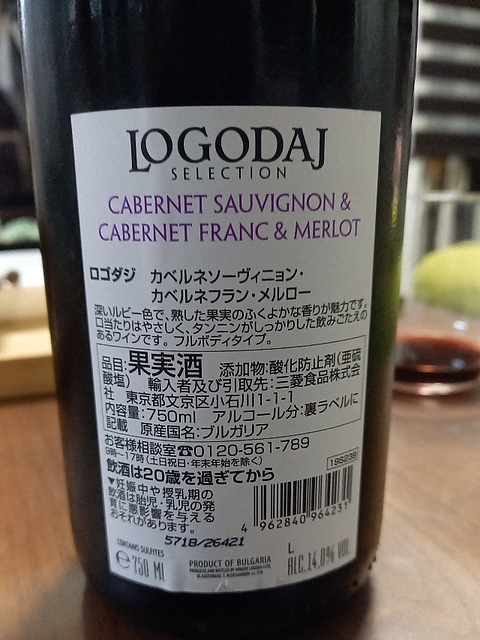 LOGODAJ
SELECTION
CABERNET SAUVIGNON &
CABERNET FRANC & MERLOT
ロゴダジ カベルネソーヴィニョン・
カベルネフラン・メルロー
深いルビー色で、熟した果実のふくよかな香りが魅力です。
口当たりはやさしく、タンニンがしっかりした飲みごたえの
あるワインです。フルボディタイプ。
品目:果実酒 添加物:酸化防止剤(亜硫
酸塩) 輸入者及び引取先:三菱食品株式会
社 東京都文京区小石川1-1-1
内容量:750ml アルコール分:裏ラベルに
記載 原産国名:ブルガリア
お客様相談室☎0120-561-789
9時~17時(土日祝日・年末年始を除く)
195239
飲酒は20歳を過ぎてから
▼妊娠中や授乳期の
飲酒は胎児・乳児の発
育に悪影響を与える
おそれがあります。
4 962840 964231
5718/26421
CONTAINS SULFITES
℮ 750 ML
PRODUCT OF BULGARIA
L
ALC. 14.0% VOL.